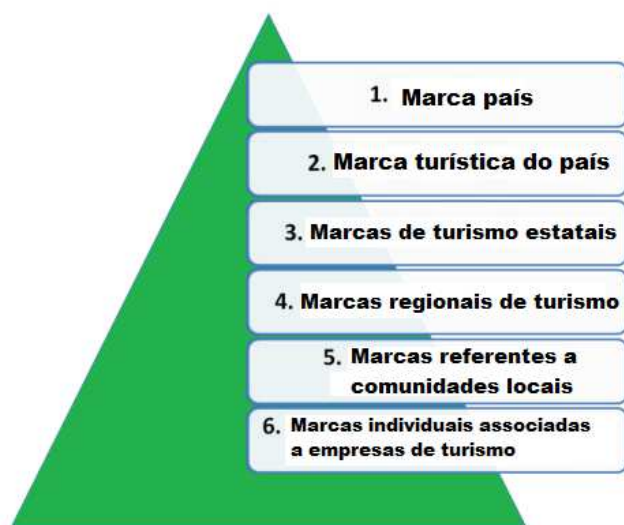 1. Marca país
2. Marca turística do país
3. Marcas de turismo estatais
4. Marcas regionais de turismo
5. Marcas referentes a
comunidades locais
6. Marcas individuais associadas
a empresas de turismo